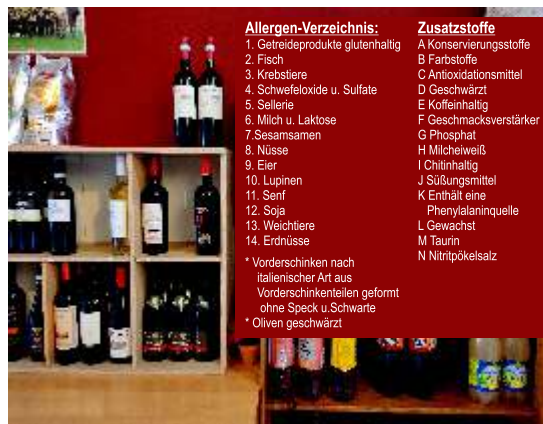 Allergen-Verzeichnis:
1. Getreideprodukte glutenhaltig
2. Fisch
3. Krebstiere
4. Schwefeloxide u. Sulfate
5. Sellerie
6. Milch u. Laktose
7.Sesamsamen
8. Nüsse
9. Eier
10. Lupinen
11. Senf
12. Soja
13. Weichtiere
14. Erdnüsse
* Vorderschinken nach
italienischer Art aus
Vorderschinkenteilen geformt
ohne Speck u.Schwarte
* Oliven geschwärzt
Zusatzstoffe
A Konservierungsstoffe
B Farbstoffe
C Antioxidationsmittel
D Geschwärzt
E Koffeinhaltig
F Geschmacksverstärker
G Phosphat
H Milcheiweiß
I Chitinhaltig
J Süßungsmittel
K Enthält eine
Phenylalaninquelle
L Gewachst
M Taurin
N Nitritpökelsalz